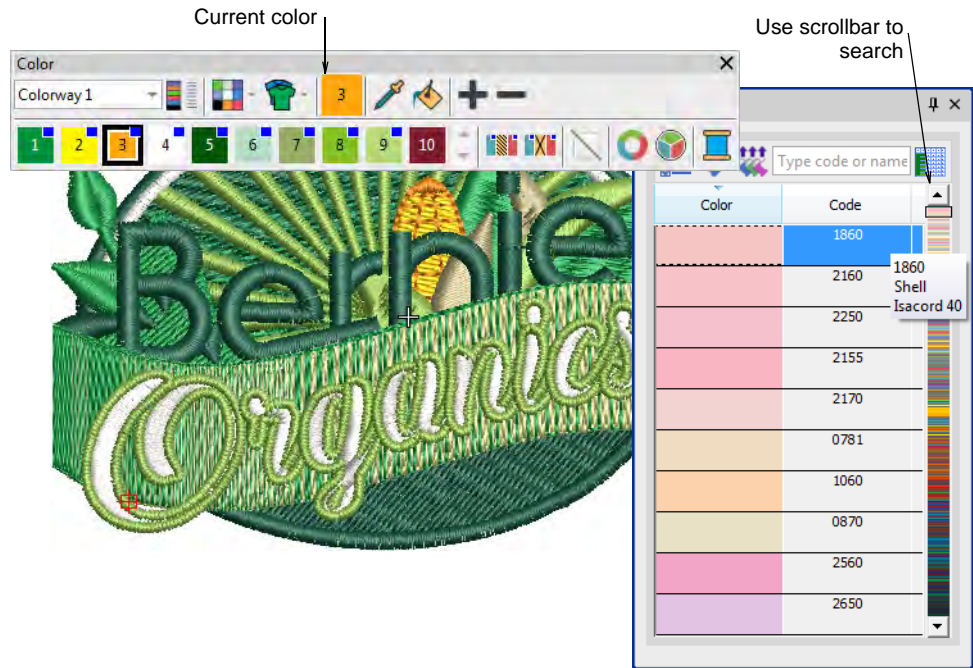 Current color
Use scrollbar to
search
Color
Colorway 1
3
1 2 3 4 5 6 7 8 9 10
Type code or name
Color Code
1860
2160
2250
2155
2170
0781
1060
0870
2560
2650
1860
Shell
Isacord 40
Bernie
Organics